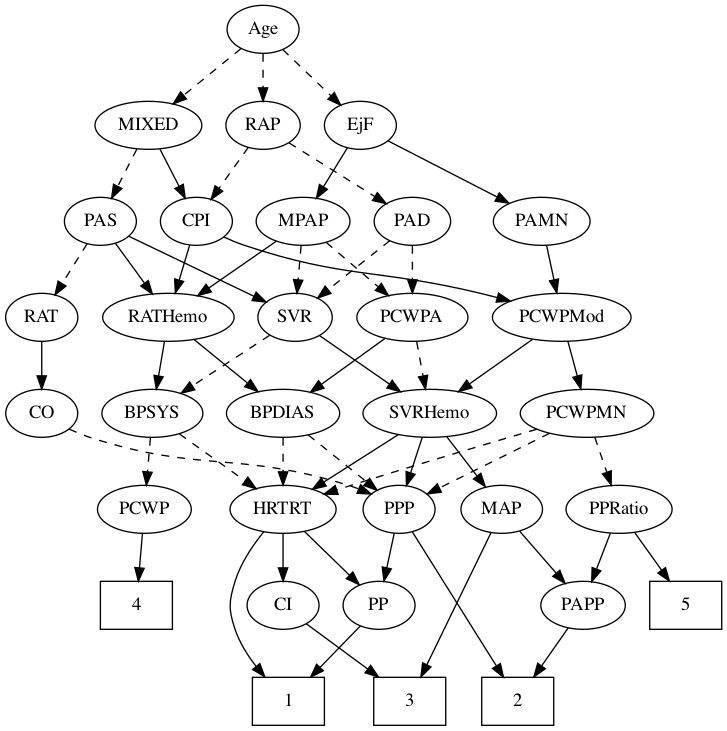 Age
MIXED RAP EjF
PAS CPI MPAP PAD PAMN
RAT RATHemo SVR PCWPA PCWPMod
CO BPSYS BPDIAS SVRHemo PCWPMN
PCWP HRTRT PPP MAP PPRatio
4 CI PP PAPP 5
1 3 2